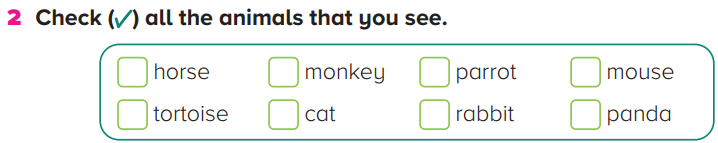 2 Check (✓) all the animals that you see.
horse monkey parrot mouse
tortoise cat rabbit panda